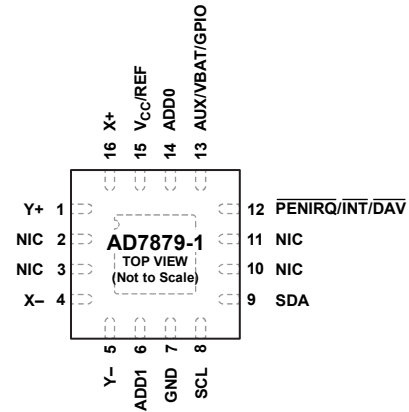 16 X+
15 VCC/REF
14 ADD0
13 AUX/VBAT/GPIO
Y+ 1
NIC 2
NIC 3
X– 4
AD7879-1
TOP VIEW
(Not to Scale)
12 PENIRQ/INT/DAV
11 NIC
10 NIC
9 SDA
Y– 5
ADD1 6
GND 7
SCL 8